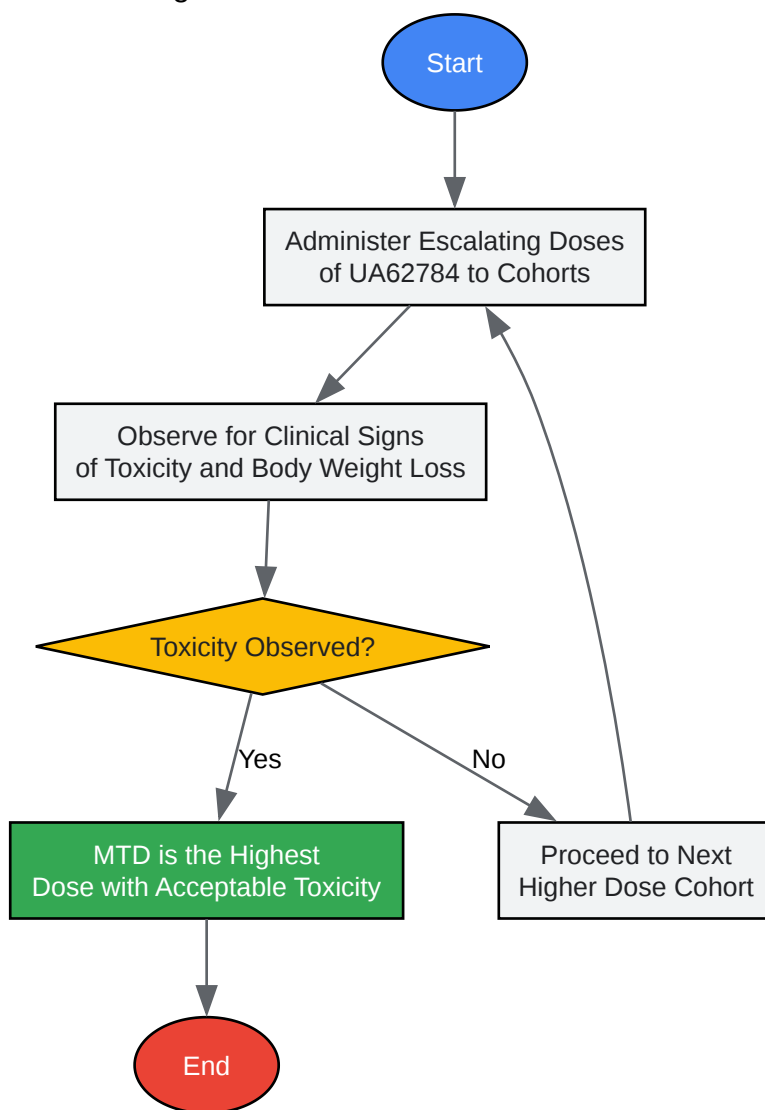 Start
Administer Escalating Doses
of UA62784 to Cohorts
Observe for Clinical Signs
of Toxicity and Body Weight Loss
Toxicity Observed?
Yes
No
MTD is the Highest
Dose with Acceptable Toxicity
Proceed to Next
Higher Dose Cohort
End